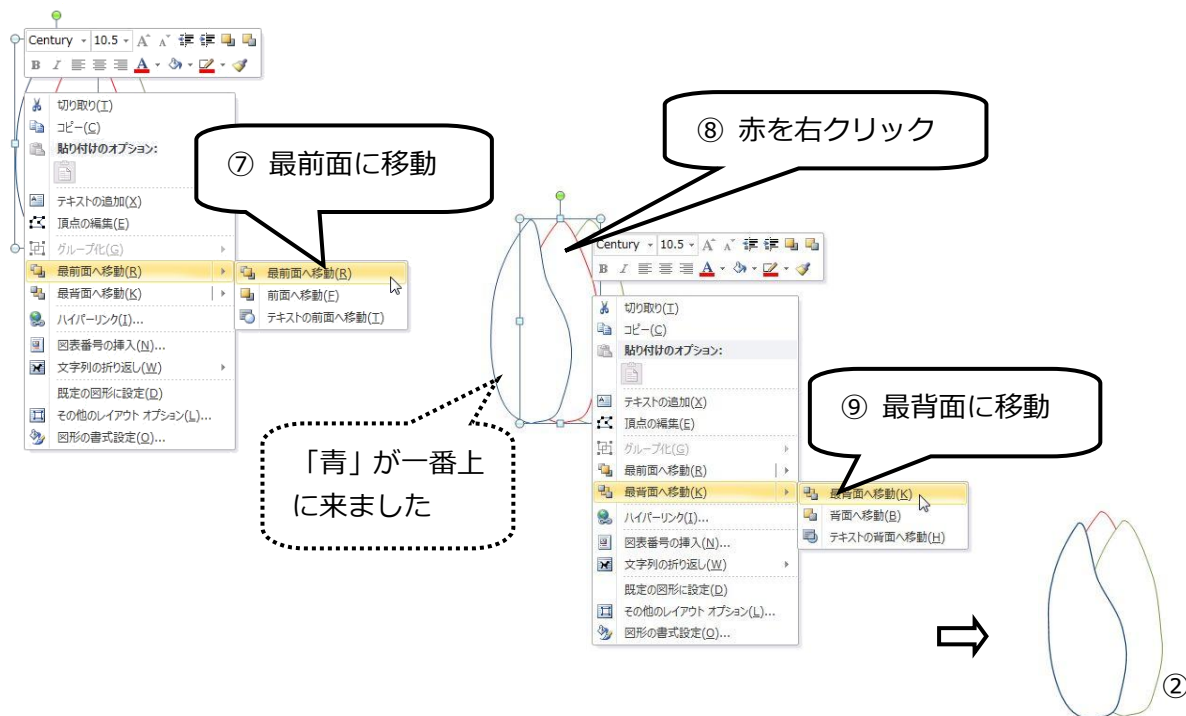 Century 10.5
B I A
切り取り(T)
コピー(C)
貼り付けのオプション:
テキストの追加(X)
頂点の編集(E)
グループ化(G)
最前面へ移動(R)
最背面へ移動(K)
ハイパーリンク(I)...
図表番号の挿入(N)...
文字列の折り返し(W)
既定の図形に設定(D)
その他のレイアウト オプション(L)...
図形の書式設定(O)...
最前面へ移動(R)
前面へ移動(F)
テキストの前面へ移動(T)
⑦ 最前面に移動
⑧ 赤を右クリック
「青」が一番上
に来ました
Century 10.5
B I A
切り取り(T)
コピー(C)
貼り付けのオプション:
テキストの追加(X)
頂点の編集(E)
グループ化(G)
最前面へ移動(R)
最背面へ移動(K)
ハイパーリンク(I)...
図表番号の挿入(N)...
文字列の折り返し(W)
既定の図形に設定(D)
その他のレイアウト オプション(L)...
図形の書式設定(O)...
⑨ 最背面に移動
最背面へ移動(K)
背面へ移動(B)
テキストの背面へ移動(H)
②